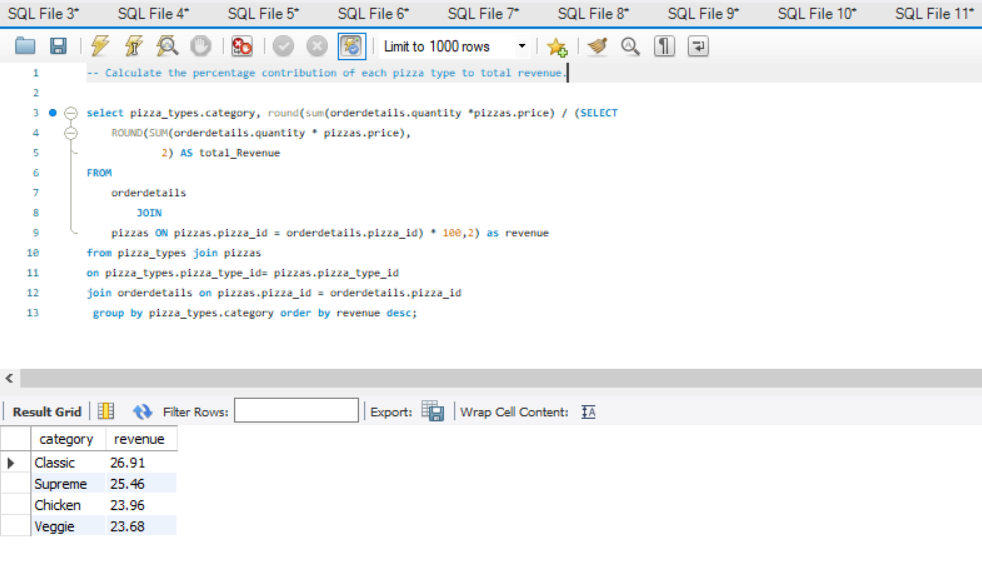 SQL File 3* SQL File 4* SQL File 5* SQL File 6* SQL File 7* SQL File 8* SQL File 9* SQL File 10* SQL File 11*
Limit to 1000 rows
1 -- Calculate the percentage contribution of each pizza type to total revenue.
2
3 select pizza_types.category, round(sum(orderdetails.quantity *pizzas.price) / (SELECT
4 ROUND(SUM(orderdetails.quantity * pizzas.price),
5 2) AS total_Revenue
6 FROM
7 orderdetails
8 JOIN
9 pizzas ON pizzas.pizza_id = orderdetails.pizza_id) * 100,2) as revenue
10 from pizza_types join pizzas
11 on pizza_types.pizza_type_id= pizzas.pizza_type_id
12 join orderdetails on pizzas.pizza_id = orderdetails.pizza_id
13 group by pizza_types.category order by revenue desc;
Result Grid Filter Rows: Export: Wrap Cell Content: IA
category revenue
Classic 26.91
Supreme 25.46
Chicken 23.96
Veggie 23.68